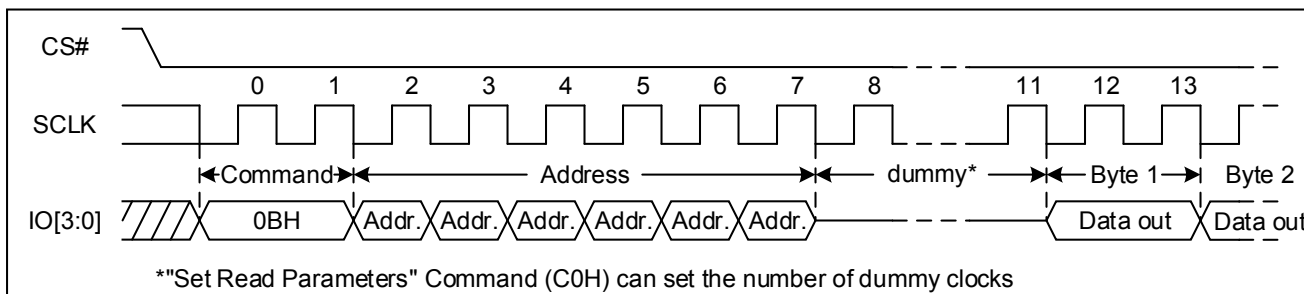 CS#
0 1 2 3 4 5 6 7 8 11 12 13
SCLK
Command Address dummy* Byte 1 Byte 2
IO[3:0] 0BH Addr. Addr. Addr. Addr. Addr. Addr. Data out Data out
*"Set Read Parameters" Command (C0H) can set the number of dummy clocks